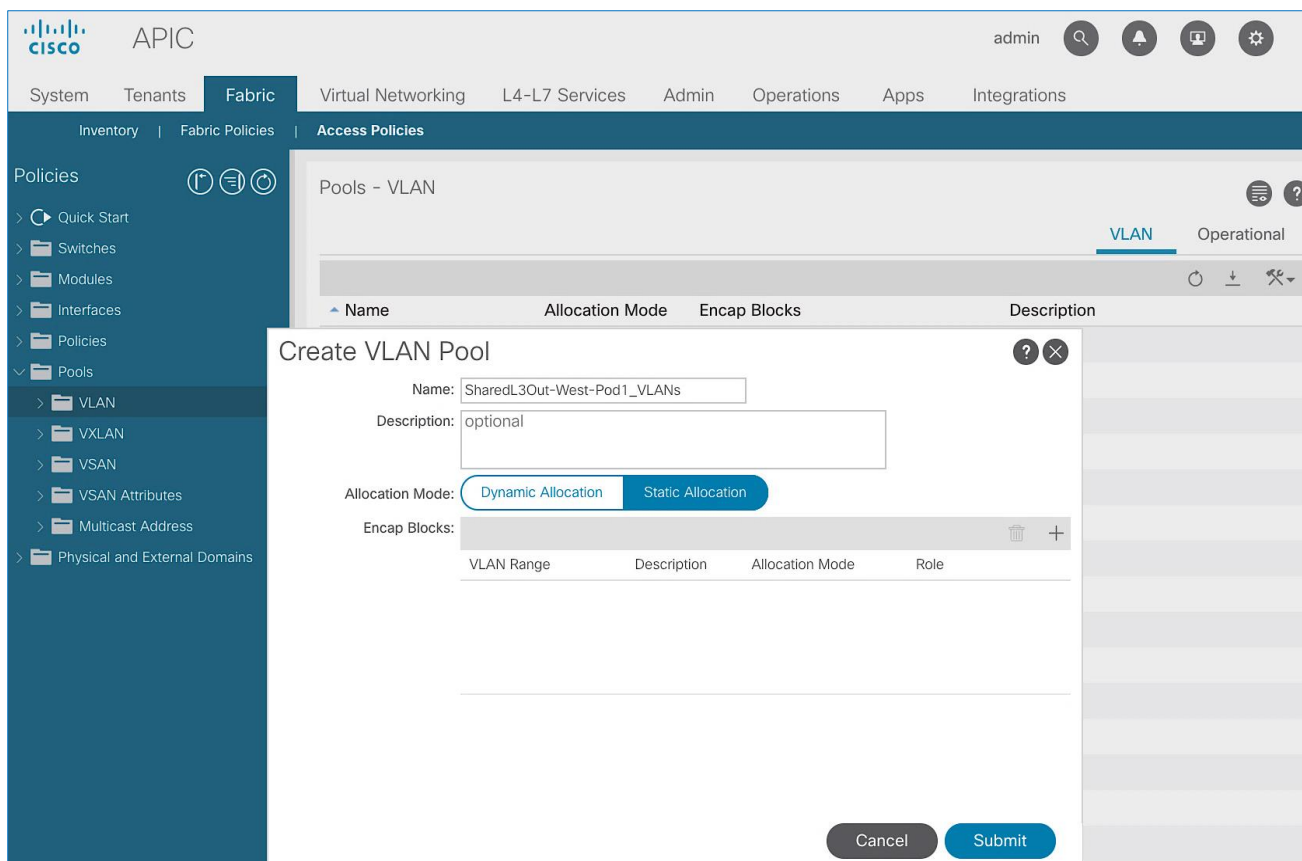 CISCO APIC admin
System Tenants Fabric Virtual Networking L4-L7 Services Admin Operations Apps Integrations
Inventory | Fabric Policies | Access Policies
Policies
Quick Start
Switches
Modules
Interfaces
Policies
Pools
VLAN
VXLAN
VSAN
VSAN Attributes
Multicast Address
Physical and External Domains
Pools - VLAN
?
VLAN Operational
Name Allocation Mode Encap Blocks Description
Create VLAN Pool ?
Name: SharedL3Out-West-Pod1_VLANs
Description: optional
Allocation Mode: Dynamic Allocation Static Allocation
Encap Blocks:
VLAN Range Description Allocation Mode Role
Cancel Submit